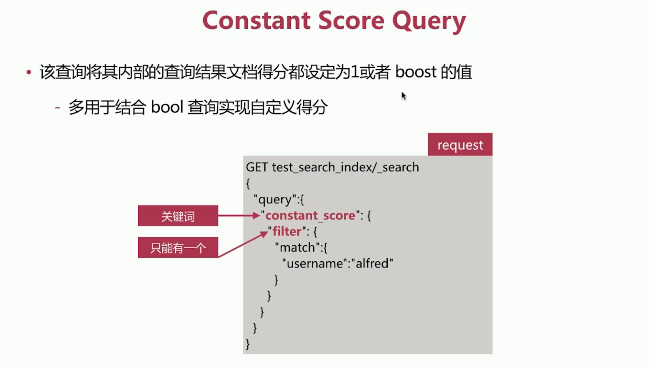 Constant Score Query
• 该查询将其内部的查询结果文档得分都设定为1或者 boost 的值
- 多用于结合 bool 查询实现自定义得分
request
GET test_search_index/_search
{
"query":{
关键词
"constant_score": {
只能有一个
"filter": {
"match":{
"username":"alfred"
}
}
}
}
}